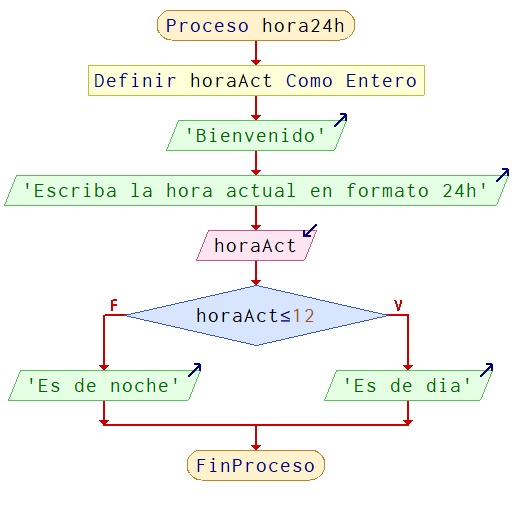 Proceso hora24h
Definir horaAct Como Entero
'Bienvenido'
'Escriba la hora actual en formato 24h'
horaAct
F
V
horaAct≤12
'Es de noche'
'Es de dia'
FinProceso